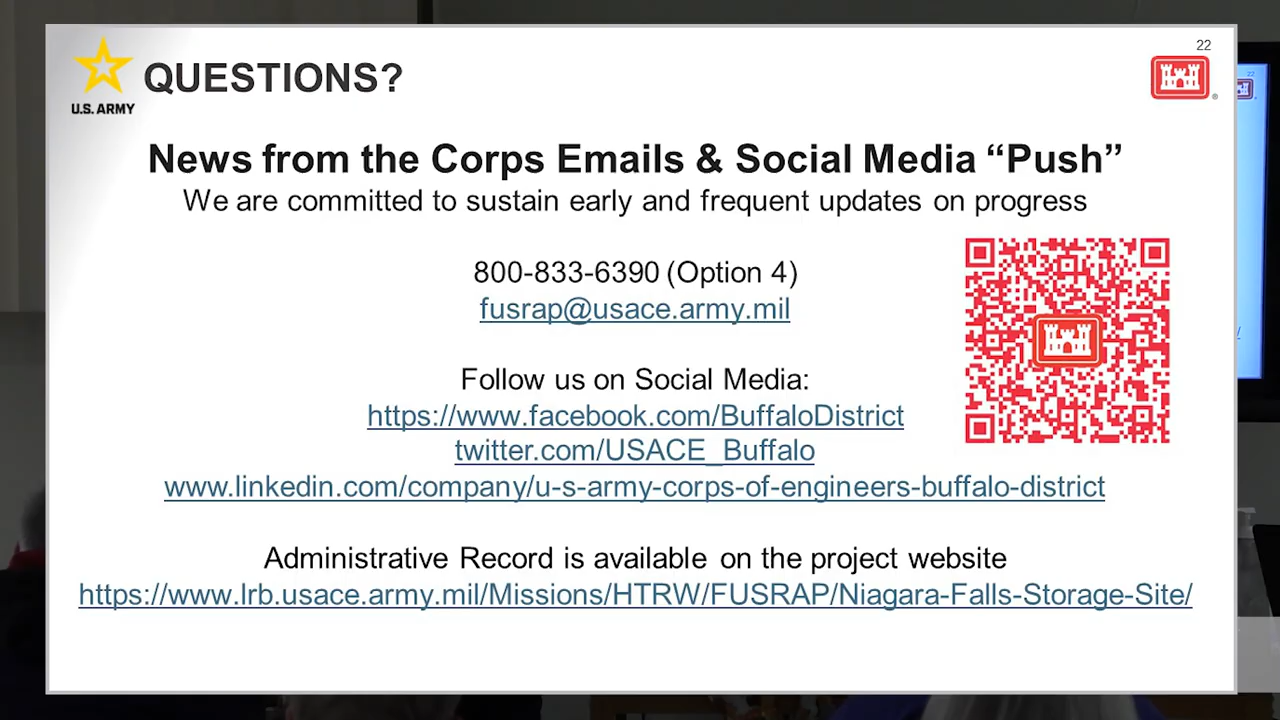 22
QUESTIONS?
U.S. ARMY
News from the Corps Emails & Social Media “Push”
We are committed to sustain early and frequent updates on progress
800-833-6390 (Option 4)
fusrap@usace.army.mil
Follow us on Social Media:
https://www.facebook.com/BuffaloDistrict
twitter.com/USACE_Buffalo
www.linkedin.com/company/u-s-army-corps-of-engineers-buffalo-district
Administrative Record is available on the project website
https://www.lrb.usace.army.mil/Missions/HTRW/FUSRAP/Niagara-Falls-Storage-Site/
22